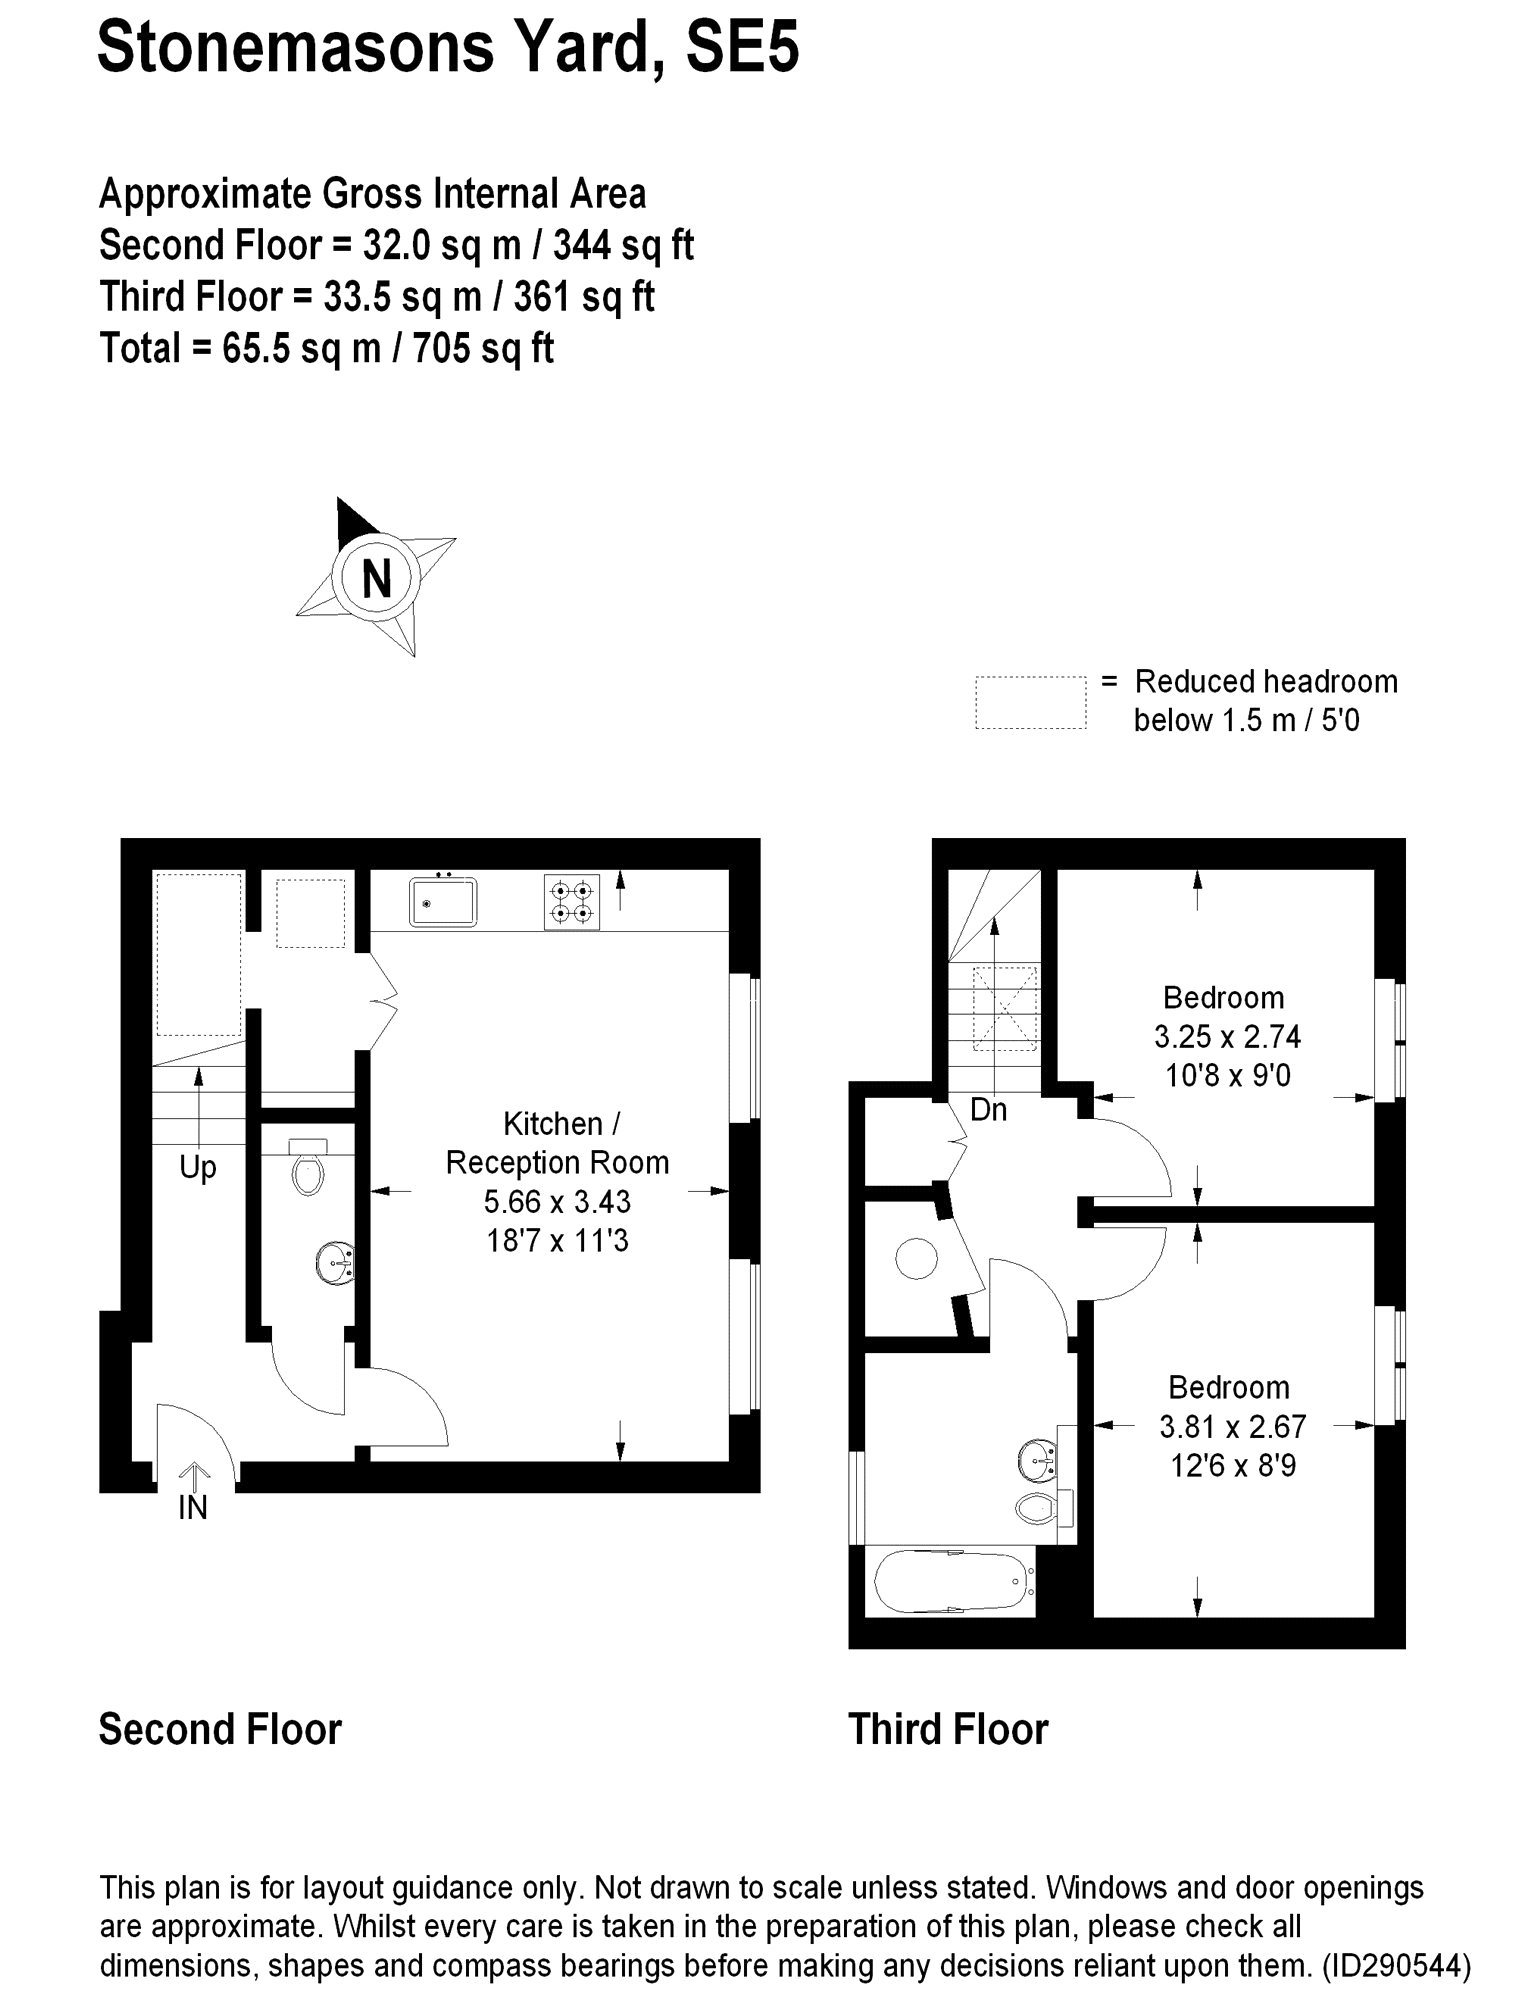 Stonemasons Yard, SE5
Approximate Gross Internal Area
Second Floor = 32.0 sq m / 344 sq ft
Third Floor = 33.5 sq m / 361 sq ft
Total = 65.5 sq m / 705 sq ft
N
= Reduced headroom
below 1.5 m / 5'0
Up
Kitchen /
Reception Room
5.66 x 3.43
18'7 x 11'3
IN
Bedroom
3.25 x 2.74
10'8 x 9'0
Dn
Bedroom
3.81 x 2.67
12'6 x 8'9
Second Floor
Third Floor
This plan is for layout guidance only. Not drawn to scale unless stated. Windows and door openings
are approximate. Whilst every care is taken in the preparation of this plan, please check all
dimensions, shapes and compass bearings before making any decisions reliant upon them. (ID290544)